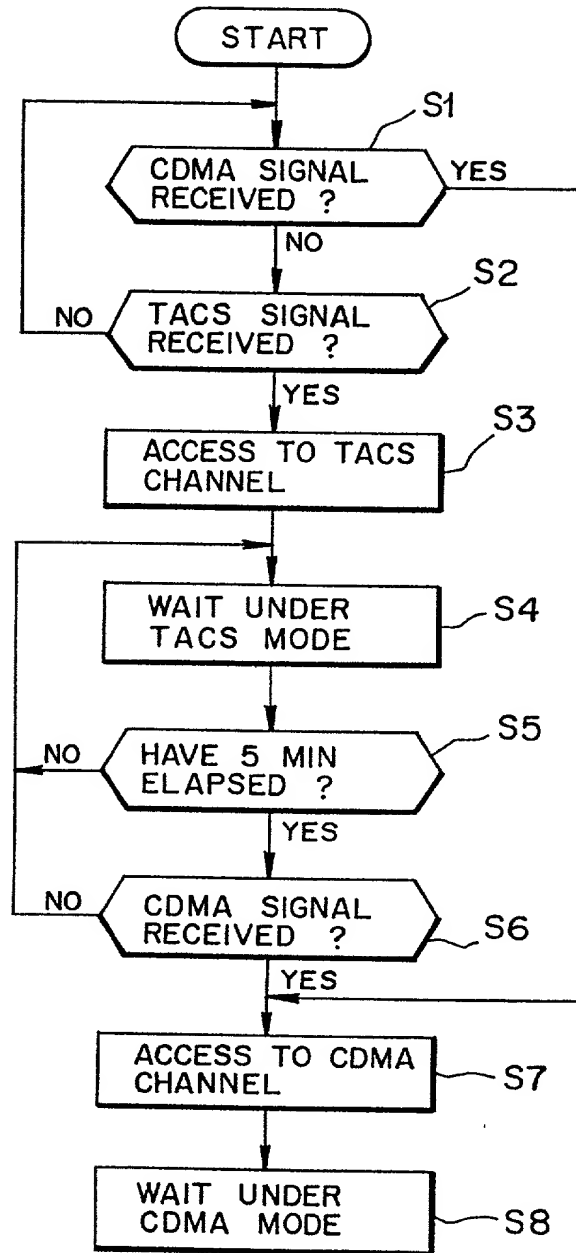 START
S1
CDMA SIGNAL
RECEIVED ?
YES
NO
S2
TACS SIGNAL
RECEIVED ?
NO
YES
S3
ACCESS TO TACS
CHANNEL
WAIT UNDER
TACS MODE
S4
S5
HAVE 5 MIN
ELAPSED ?
NO
YES
CDMA SIGNAL
RECEIVED ?
NO
S6
YES
ACCESS TO CDMA
CHANNEL
S7
WAIT UNDER
CDMA MODE
S8